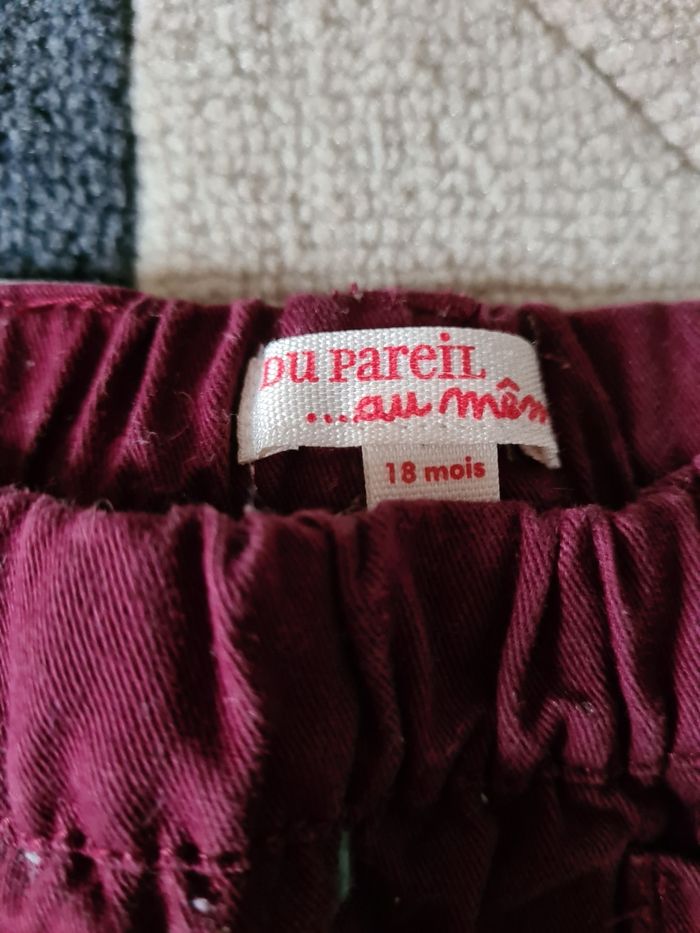 DU PAREIL
...au mêm
18 mois